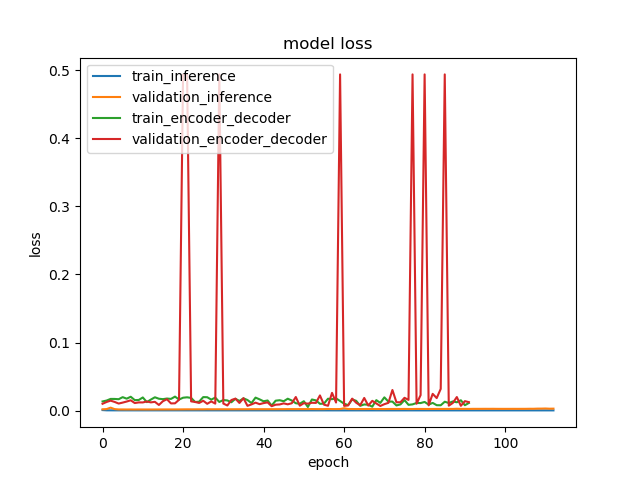 model loss
train_inference
validation_inference
train_encoder_decoder
validation_encoder_decoder
loss
0.5
0.4
0.3
0.2
0.1
0.0
0 20 40 60 80 100
epoch